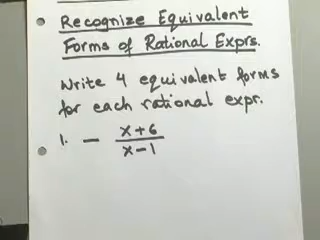 Recognize Equivalent
Forms of Rational Exprs.
Write 4 equivalent forms
for each rational expr.
1. − (x+6)/(x−1)